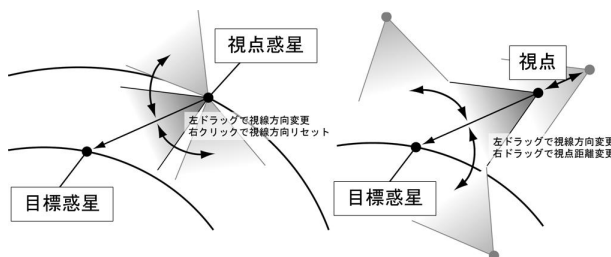 視点惑星
左ドラッグで視線方向変更
右クリックで視線方向リセット
目標惑星
視点
左ドラッグで視線方向変更
右ドラッグで視点距離変更
目標惑星